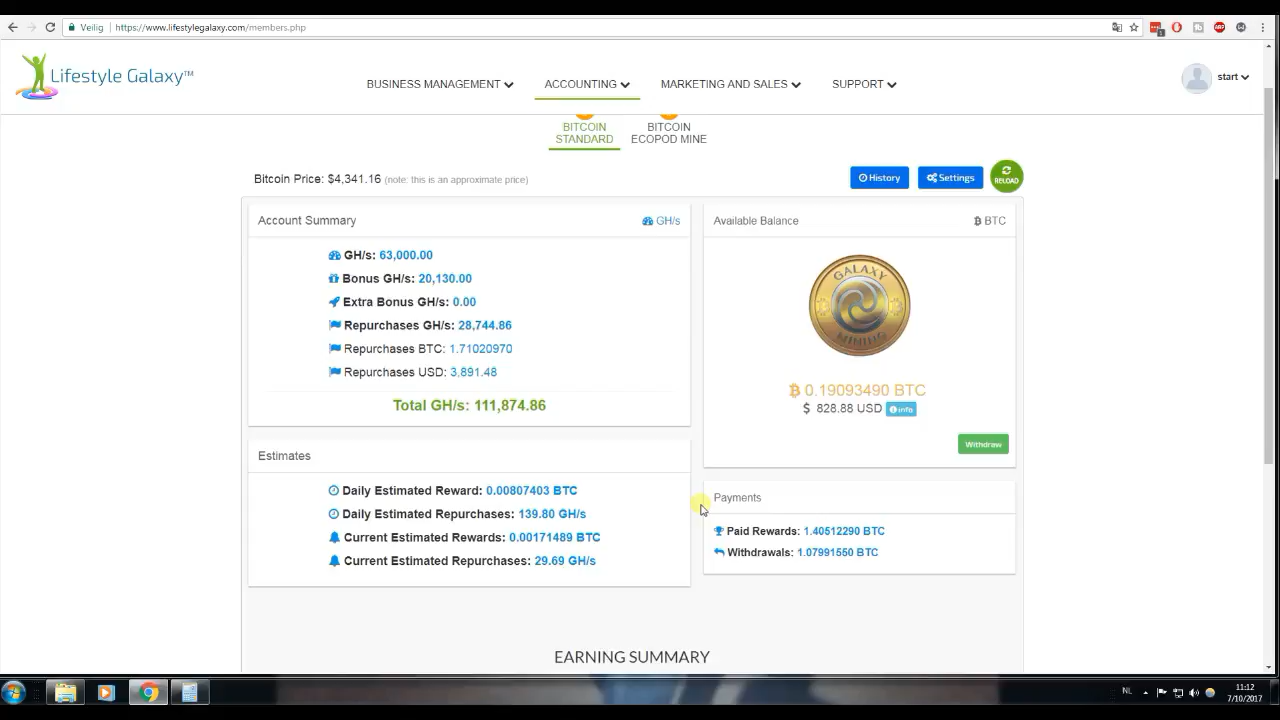 Veilig https://www.lifestylegalaxy.com/members.php
1
Lifestyle Galaxy™
BUSINESS MANAGEMENT
ACCOUNTING
MARKETING AND SALES
SUPPORT
start
BITCOIN STANDARD
BITCOIN ECOPOD MINE
Bitcoin Price: $4,341.16 (note: this is an approximate price)
History
Settings
RELOAD
Account Summary
GH/s
GH/s: 63,000.00
Bonus GH/s: 20,130.00
Extra Bonus GH/s: 0.00
Repurchases GH/s: 28,744.86
Repurchases BTC: 1.71020970
Repurchases USD: 3,891.48
Total GH/s: 111,874.86
Available Balance
BTC
GALAXY
MINING
0.19093490 BTC
$ 828.88 USD info
Withdraw
Estimates
Daily Estimated Reward: 0.00807403 BTC
Daily Estimated Repurchases: 139.80 GH/s
Current Estimated Rewards: 0.00171489 BTC
Current Estimated Repurchases: 29.69 GH/s
Payments
Paid Rewards: 1.40512290 BTC
Withdrawals: 1.07991550 BTC
EARNING SUMMARY
NL
11:12
7/10/2017